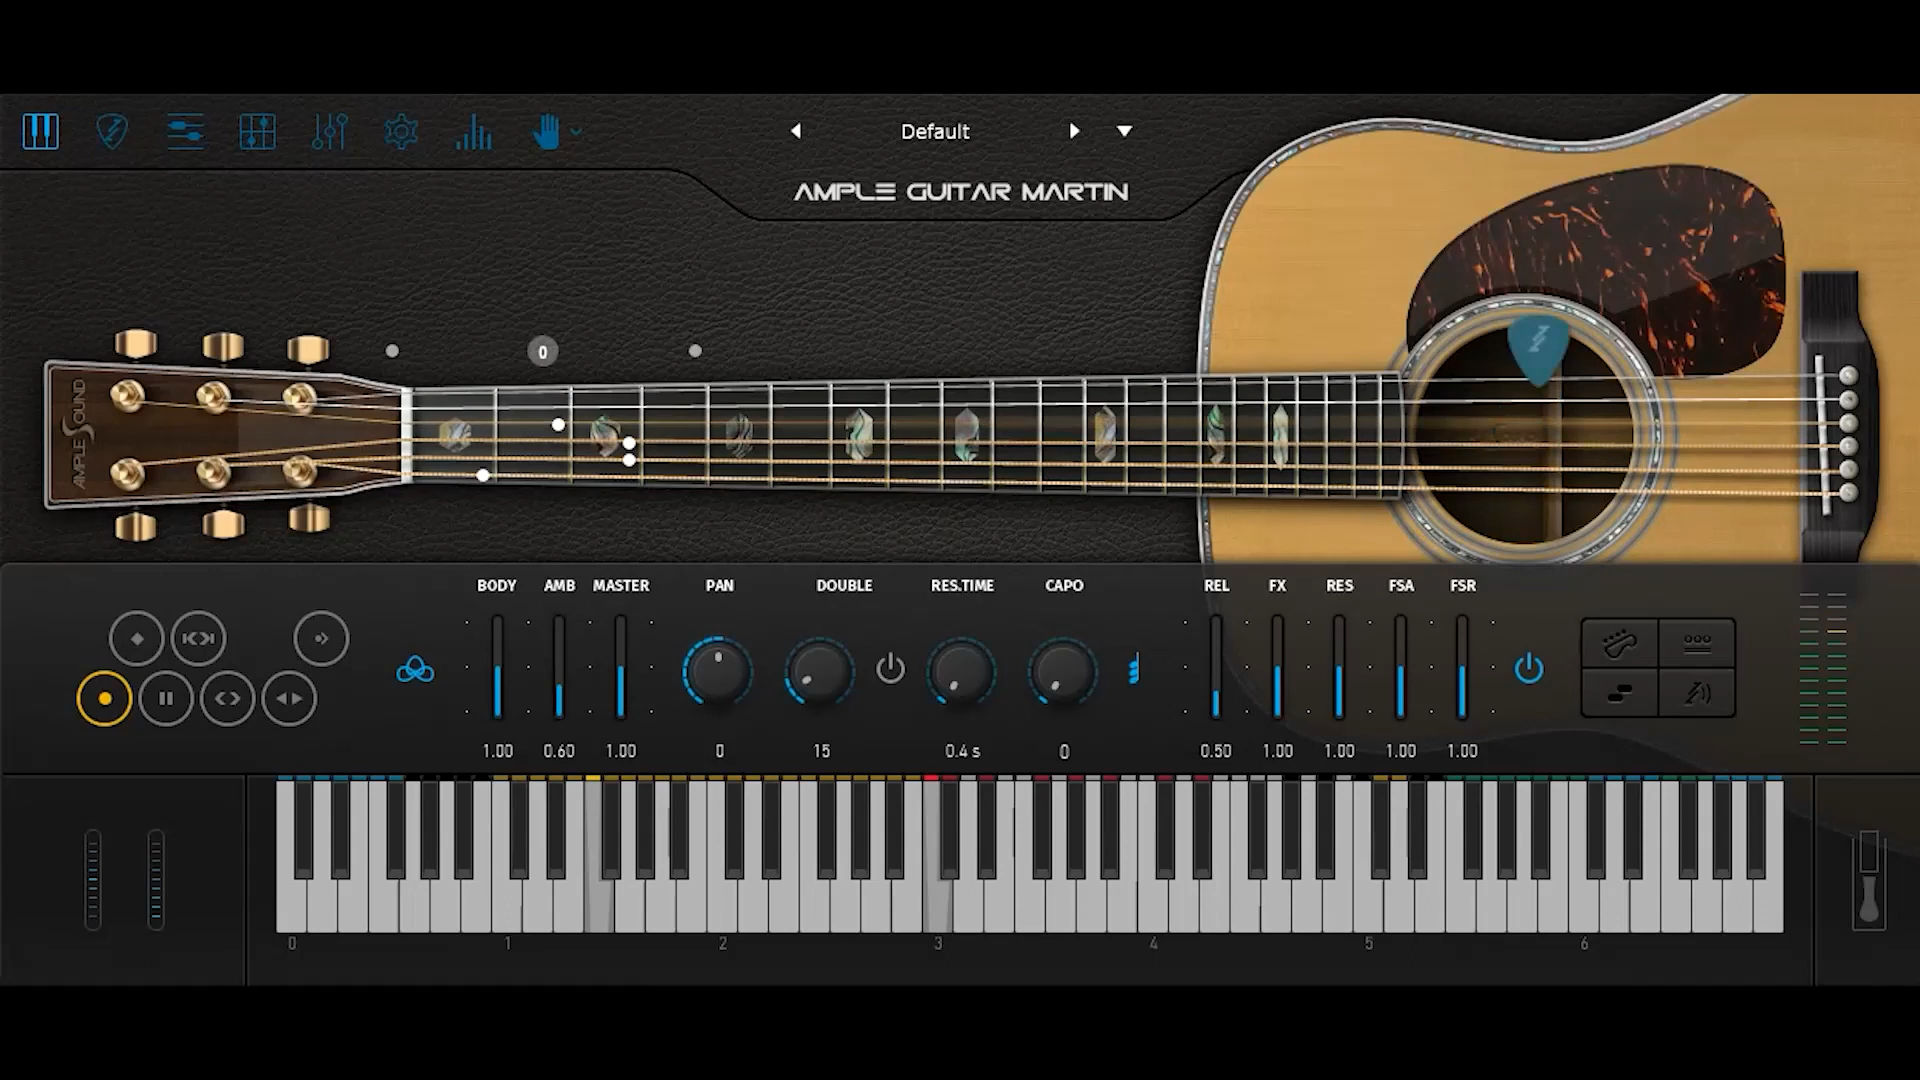 Default
AMPLE GUITAR MARTIN
0
AMPLE SOUND
BODY AMB MASTER PAN DOUBLE RES.TIME CAPO REL FX RES FSA FSR
1.00 0.60 1.00 0 15 0.4 s 0 0.50 1.00 1.00 1.00 1.00
0 1 2 3 4 5 6